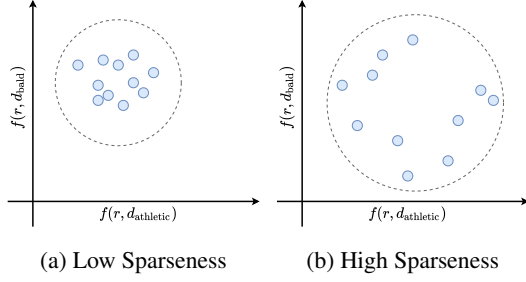 f(r, d_bald)
f(r, d_athletic)
(a) Low Sparseness
f(r, d_bald)
f(r, d_athletic)
(b) High Sparseness